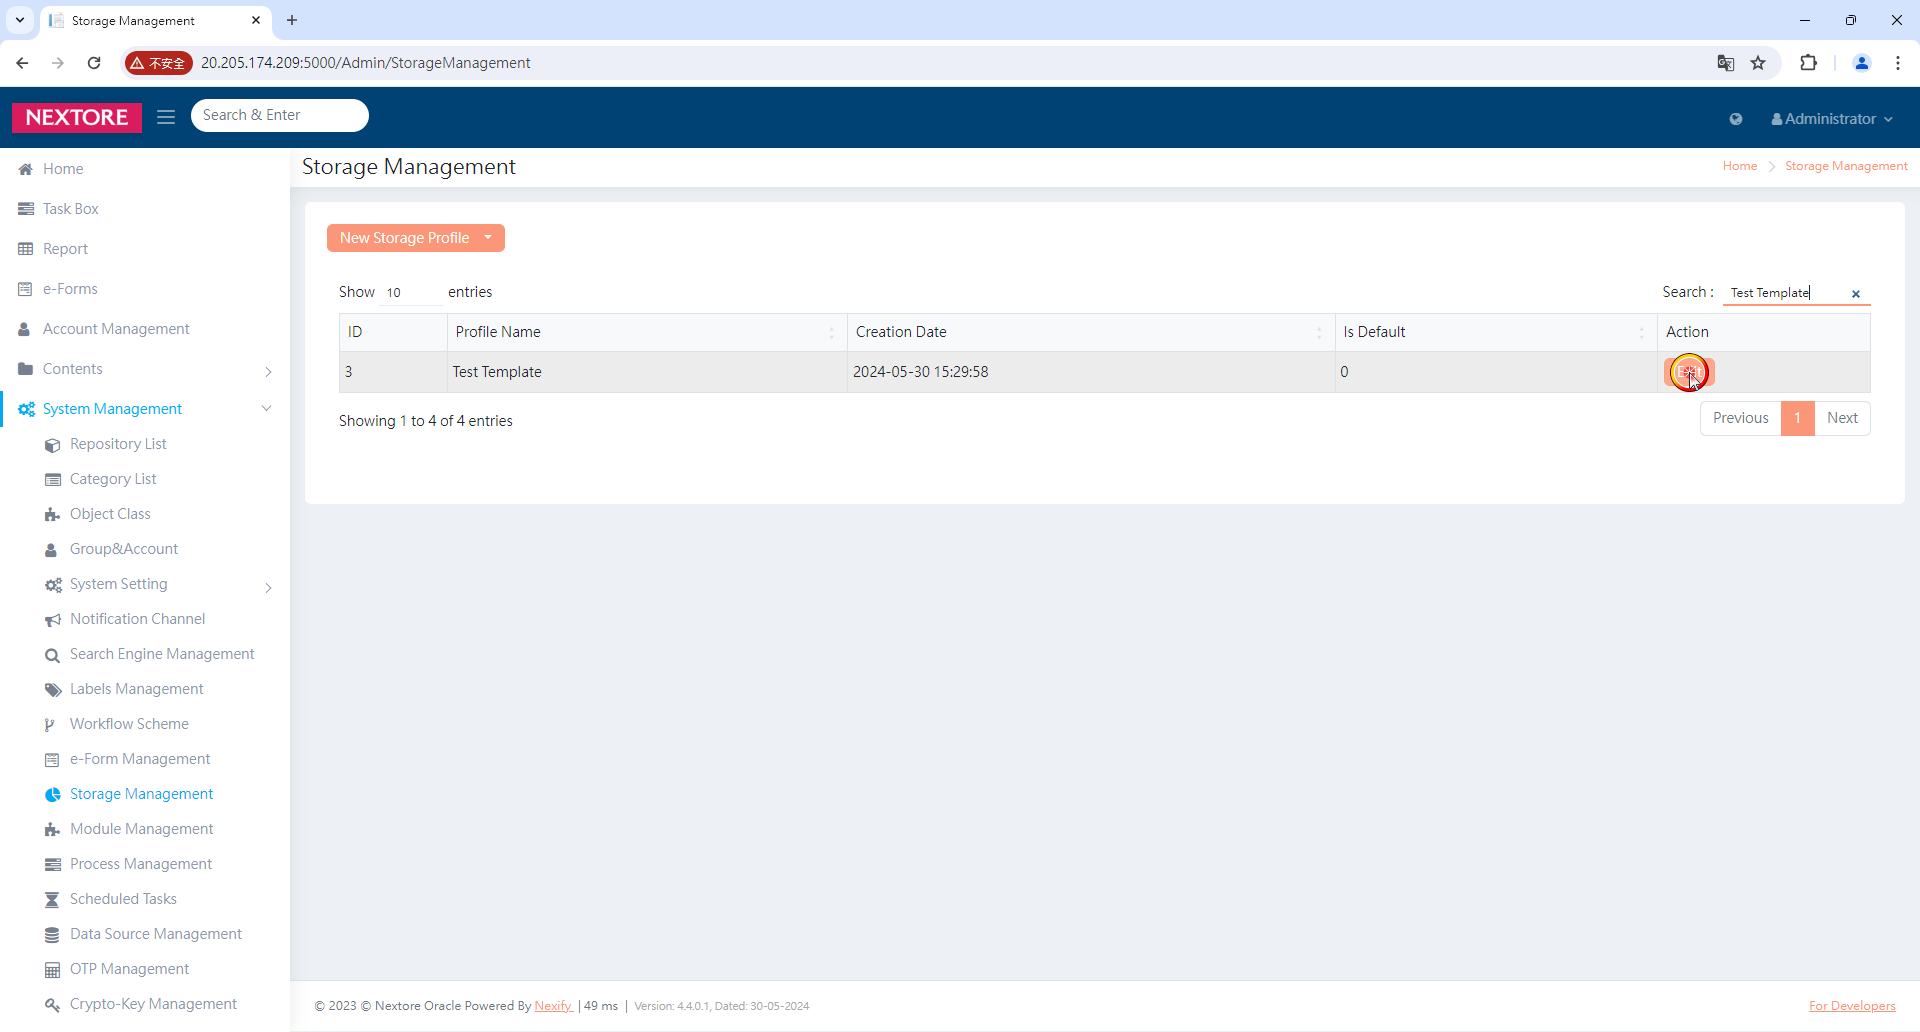 Storage Management
不安全 20.205.174.209:5000/Admin/StorageManagement
NEXTORE Search & Enter Administrator
Home
Task Box
Report
e-Forms
Account Management
Contents
System Management
Repository List
Category List
Object Class
Group&Account
System Setting
Notification Channel
Search Engine Management
Labels Management
Workflow Scheme
e-Form Management
Storage Management
Module Management
Process Management
Scheduled Tasks
Data Source Management
OTP Management
Crypto-Key Management
Storage Management Home Storage Management
New Storage Profile
Show 10 entries Search : Test Template
ID Profile Name Creation Date Is Default Action
3 Test Template 2024-05-30 15:29:58 0
Showing 1 to 4 of 4 entries Previous 1 Next
© 2023 © Nextore Oracle Powered By Nexify | 49 ms | Version: 4.4.0.1, Dated: 30-05-2024 For Developers